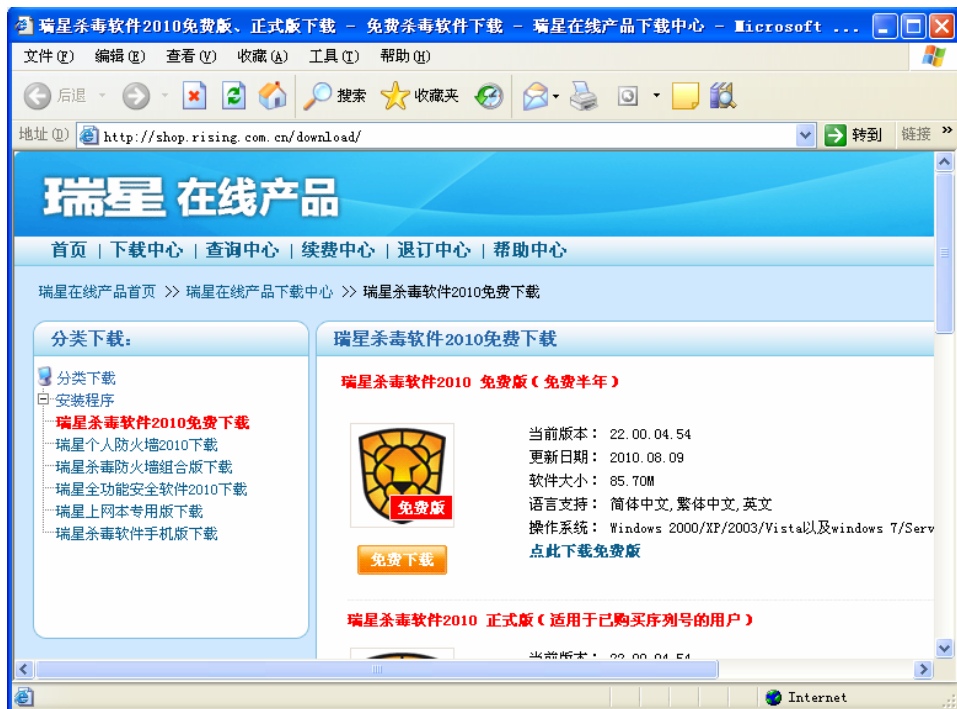 瑞星杀毒软件2010免费版、正式版下载 - 免费杀毒软件下载 - 瑞星在线产品下载中心 - Microsoft ...
文件(F) 编辑(E) 查看(V) 收藏(A) 工具(T) 帮助(H)
后退 搜索 收藏夹
地址(D) http://shop.rising.com.cn/download/ 转到 链接 »
瑞星 在线产品
首页 | 下载中心 | 查询中心 | 续费中心 | 退订中心 | 帮助中心
瑞星在线产品首页 >> 瑞星在线产品下载中心 >> 瑞星杀毒软件2010免费下载
分类下载:
分类下载
安装程序
瑞星杀毒软件2010免费下载
瑞星个人防火墙2010下载
瑞星杀毒防火墙组合版下载
瑞星全功能安全软件2010下载
瑞星上网本专用版下载
瑞星杀毒软件手机版下载
瑞星杀毒软件2010免费下载
瑞星杀毒软件2010 免费版(免费半年)
免费版
免费下载
当前版本: 22.00.04.54
更新日期: 2010.08.09
软件大小: 85.70M
语言支持: 简体中文,繁体中文,英文
操作系统: Windows 2000/XP/2003/Vista以及windows 7/Serv
点此下载免费版
瑞星杀毒软件2010 正式版(适用于已购买序列号的用户)
当前版本: 22.00.04.54
Internet